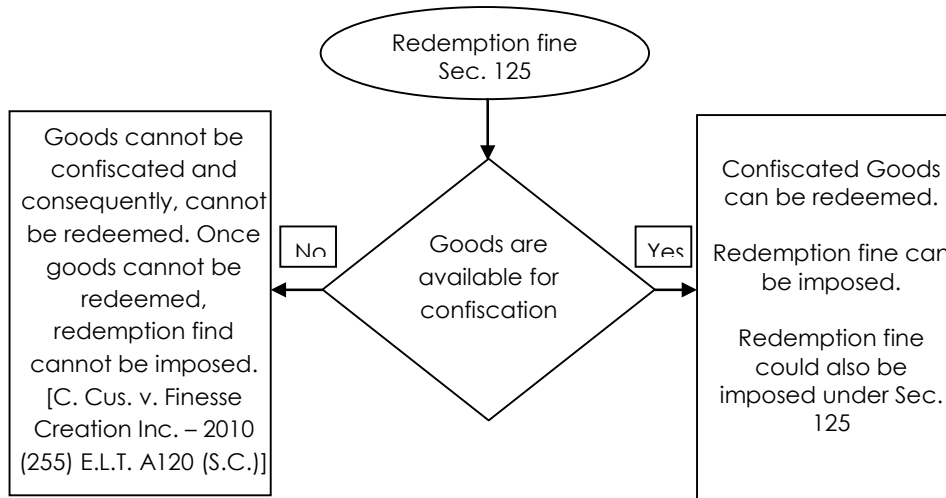 Redemption fine
Sec. 125
Goods cannot be
confiscated and
consequently, cannot
be redeemed. Once
goods cannot be
redeemed,
redemption find
cannot be imposed.
[C. Cus. v. Finesse
Creation Inc. – 2010
(255) E.L.T. A120 (S.C.)]
No
Goods are
available for
confiscation
Yes
Confiscated Goods
can be redeemed.
Redemption fine can
be imposed.
Redemption fine
could also be
imposed under Sec.
125